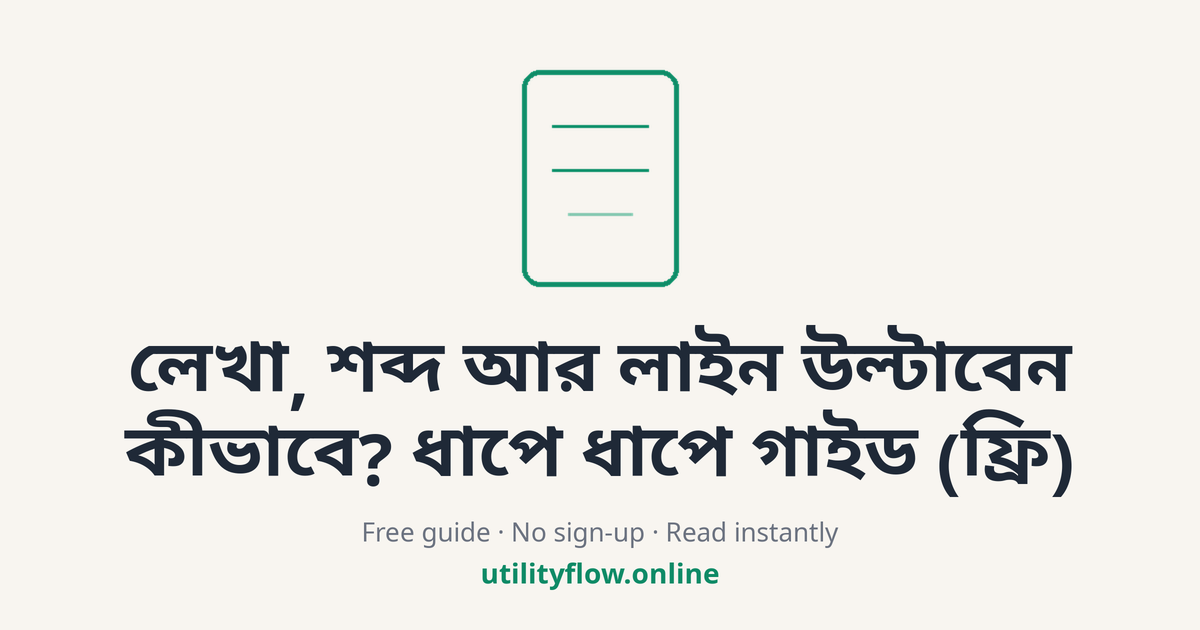 লেখা, শব্দ আর লাইন উল্টাবেন
কীভাবে? ধাপে ধাপে গাইড (ফ্রি)
Free guide · No sign-up · Read instantly
utilityflow.online